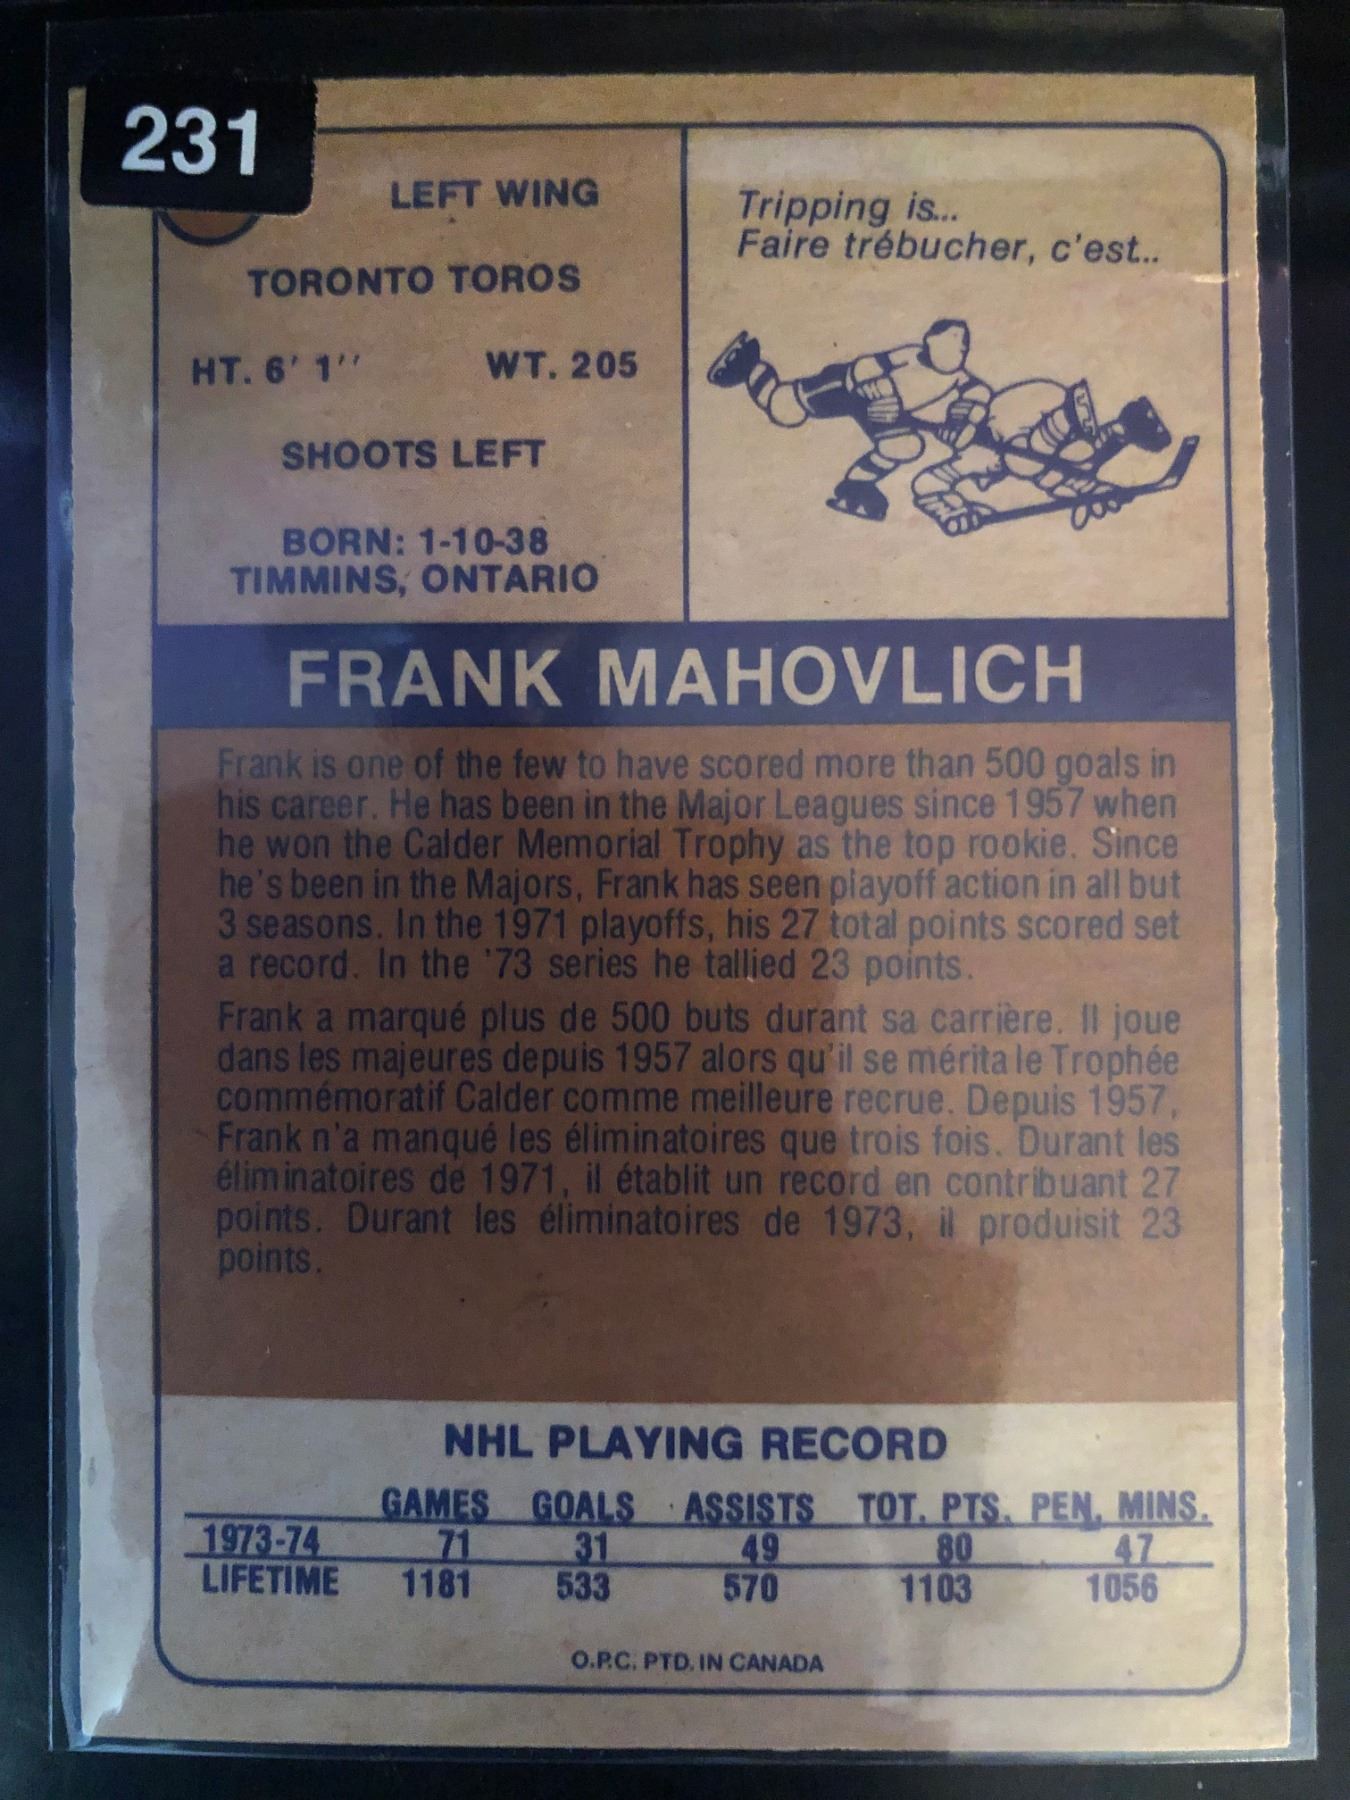 231
LEFT WING
TORONTO TOROS
HT. 6' 1'' WT. 205
SHOOTS LEFT
BORN: 1-10-38
TIMMINS, ONTARIO
Tripping is...
Faire trébucher, c'est...
FRANK MAHOVLICH
Frank is one of the few to have scored more than 500 goals in
his career. He has been in the Major Leagues since 1957 when
he won the Calder Memorial Trophy as the top rookie. Since
he's been in the Majors, Frank has seen playoff action in all but
3 seasons. In the 1971 playoffs, his 27 total points scored set
a record. In the '73 series he tallied 23 points.
Frank a marqué plus de 500 buts durant sa carrière. Il joue
dans les majeures depuis 1957 alors qu'il se mérita le Trophée
commémoratif Calder comme meilleure recrue. Depuis 1957,
Frank n'a manqué les éliminatoires que trois fois. Durant les
éliminatoires de 1971, il établit un record en contribuant 27
points. Durant les éliminatoires de 1973, il produisit 23
points.
NHL PLAYING RECORD
GAMES GOALS ASSISTS TOT. PTS. PEN. MINS.
1973-74 71 31 49 80 47
LIFETIME 1181 533 570 1103 1056
O.P.C. PTD. IN CANADA